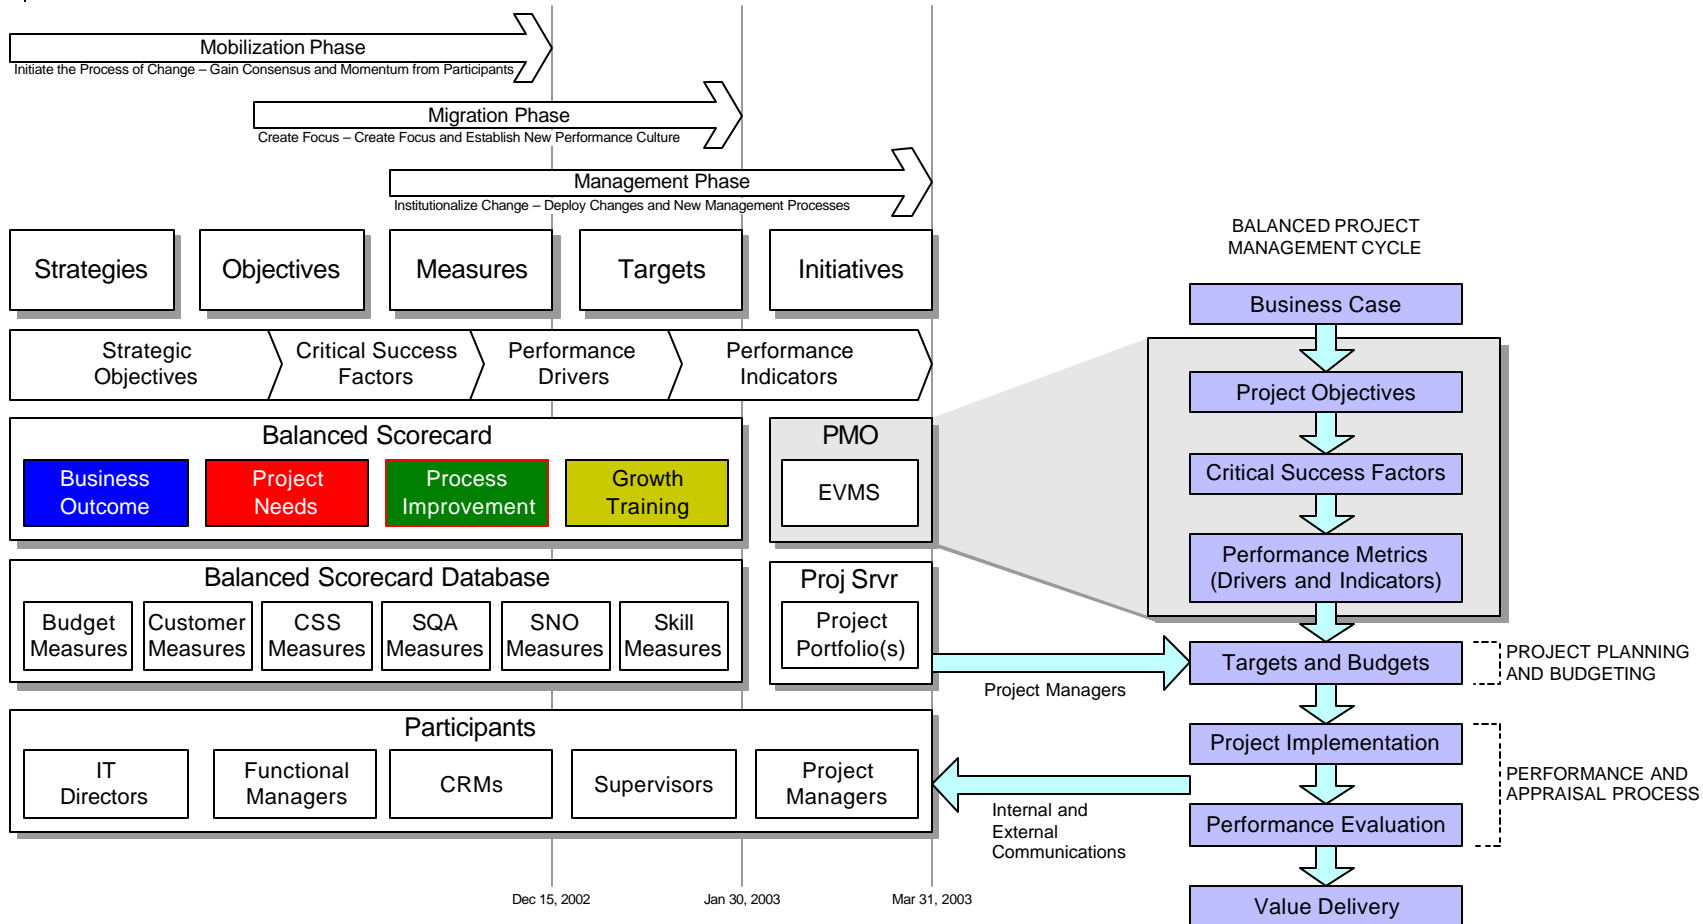 Mobilization Phase
Initiate the Process of Change – Gain Consensus and Momentum from Participants
Migration Phase
Create Focus – Create Focus and Establish New Performance Culture
Management Phase
Institutionalize Change – Deploy Changes and New Management Processes
Strategies
Objectives
Measures
Targets
Initiatives
Strategic
Objectives
Critical Success
Factors
Performance
Drivers
Performance
Indicators
Balanced Scorecard
Business
Outcome
Project
Needs
Process
Improvement
Growth
Training
PMO
EVMS
Balanced Scorecard Database
Budget
Measures
Customer
Measures
CSS
Measures
SQA
Measures
SNO
Measures
Skill
Measures
Proj Srvr
Project
Portfolio(s)
Participants
IT
Directors
Functional
Managers
CRMs
Supervisors
Project
Managers
Dec 15, 2002
Jan 30, 2003
Mar 31, 2003
Project Managers
Internal and
External
Communications
BALANCED PROJECT
MANAGEMENT CYCLE
Business Case
Project Objectives
Critical Success Factors
Performance Metrics
(Drivers and Indicators)
Targets and Budgets
PROJECT PLANNING
AND BUDGETING
Project Implementation
Performance Evaluation
PERFORMANCE AND
APPRAISAL PROCESS
Value Delivery